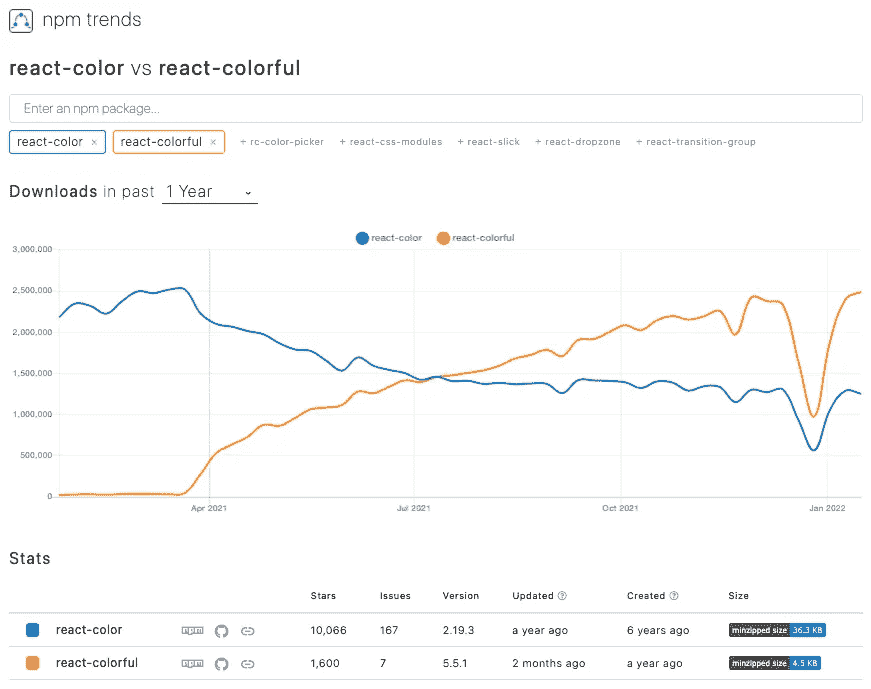 npm trends
react-color vs react-colorful
Enter an npm package...
react-color × react-colorful × + rc-color-picker + react-css-modules + react-slick + react-dropzone + react-transition-group
Downloads in past 1 Year
react-color react-colorful
3,000,000
2,500,000
2,000,000
1,500,000
1,000,000
500,000
0
Apr 2021 Jul 2021 Oct 2021 Jan 2022
Stats
Stars Issues Version Updated ? Created ? Size
react-color npm 10,066 167 2.19.3 a year ago 6 years ago minzipped size 36.3 KB
react-colorful npm 1,600 7 5.5.1 2 months ago a year ago minzipped size 4.5 KB